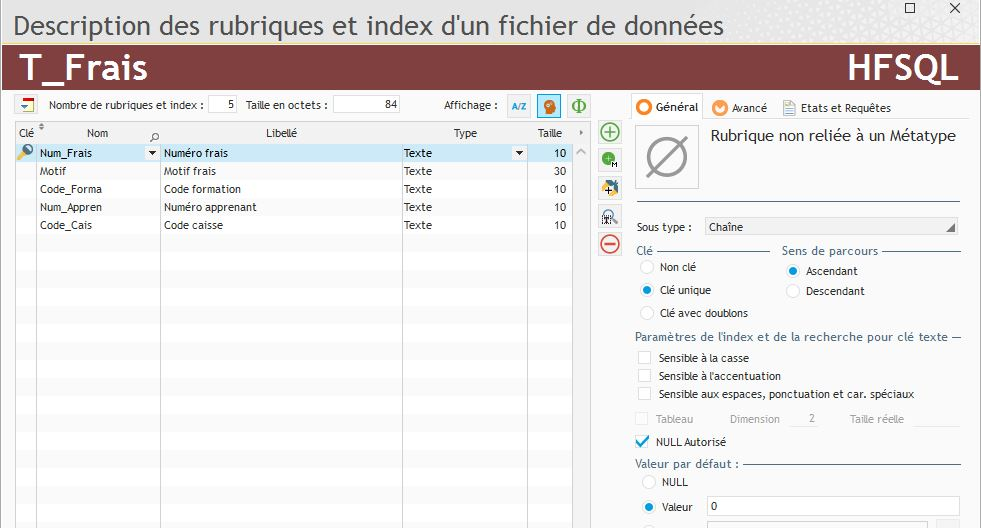 Description des rubriques et index d'un fichier de données
T_Frais HFSQL
Nombre de rubriques et index : 5 Taille en octets : 84 Affichage : A/Z Φ
Clé Nom Libellé Type Taille
Num_Frais Numéro frais Texte 10
Motif Motif frais Texte 30
Code_Forma Code formation Texte 10
Num_Appren Numéro apprenant Texte 10
Code_Cais Code caisse Texte 10
Général Avancé Etats et Requêtes
Rubrique non reliée à un Métatype
Sous type : Chaîne
Clé Sens de parcours
Non clé Ascendant
Clé unique Descendant
Clé avec doublons
Paramètres de l'index et de la recherche pour clé texte
Sensible à la casse
Sensible à l'accentuation
Sensible aux espaces, ponctuation et car. spéciaux
Tableau Dimension 2 Taille réelle
NULL Autorisé
Valeur par défaut :
NULL
Valeur 0